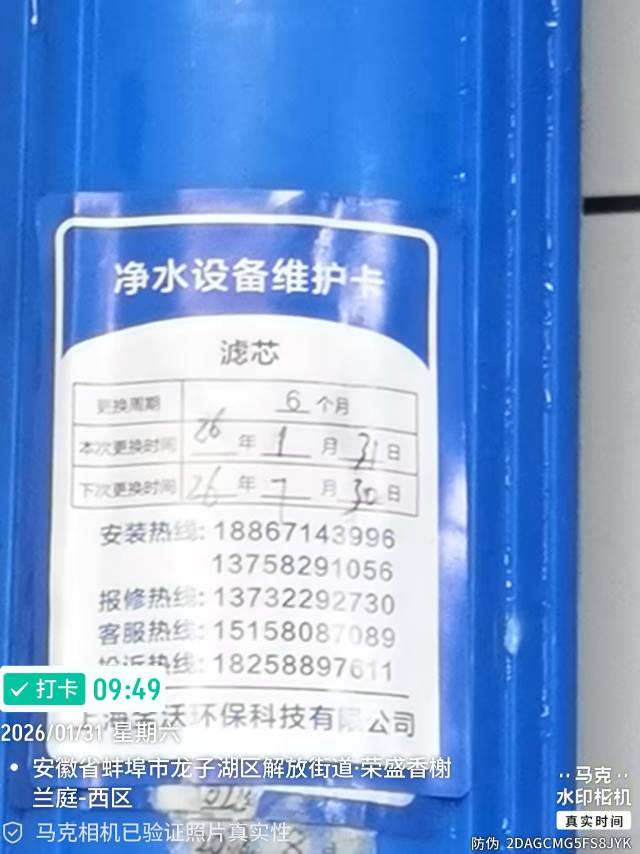 净水设备维护卡
滤芯
更换周期 6 个月
本次更换时间 26 年 1 月 31 日
下次更换时间 26 年 7 月 30 日
安装热线: 18867143996
13758291056
报修热线: 13732292730
客服热线: 15158087089
投诉热线: 18258897611
打卡 09:49
环保科技有限公司
2026/01/31 星期六
安徽省蚌埠市龙子湖区解放街道·荣盛香榭
兰庭-西区
马克相机已验证照片真实性
马克
水印相机
真实时间
防伪 2DAGCMG5FS8JYK